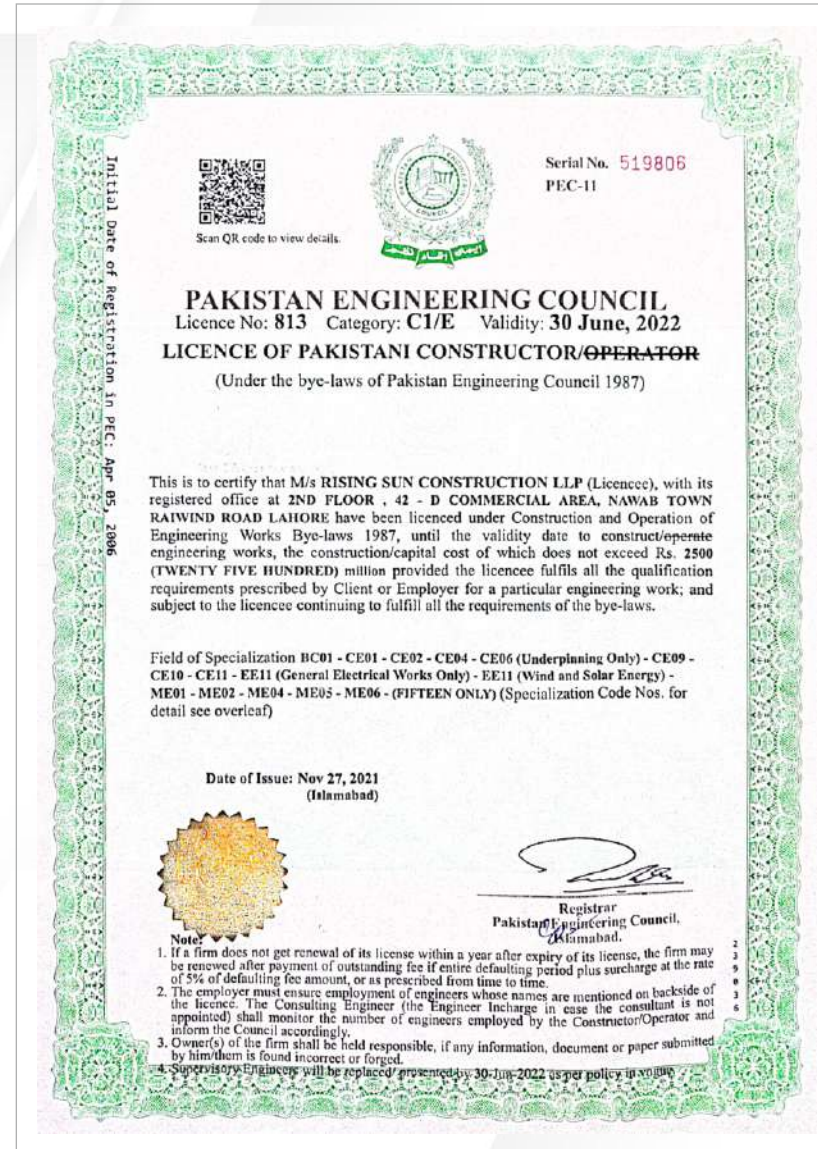 Serial No. 519806
PEC-11
Scan QR code to view details.
PAKISTAN ENGINEERING COUNCIL
Licence No: 813 Category: C1/E Validity: 30 June, 2022
LICENCE OF PAKISTANI CONSTRUCTOR/OPERATOR
(Under the bye-laws of Pakistan Engineering Council 1987)
Initial Date of Registration in PEC: Apr 05, 2006
This is to certify that M/s RISING SUN CONSTRUCTION LLP (Licencee), with its
registered office at 2ND FLOOR , 42 - D COMMERCIAL AREA, NAWAB TOWN
RAIWIND ROAD LAHORE have been licenced under Construction and Operation of
Engineering Works Bye-laws 1987, until the validity date to construct/operate
engineering works, the construction/capital cost of which does not exceed Rs. 2500
(TWENTY FIVE HUNDRED) million provided the licencee fulfils all the qualification
requirements prescribed by Client or Employer for a particular engineering work; and
subject to the licencee continuing to fulfill all the requirements of the bye-laws.
Field of Specialization BC01 - CE01 - CE02 - CE04 - CE06 (Underpinning Only) - CE09 -
CE10 - CE11 - EE11 (General Electrical Works Only) - EE11 (Wind and Solar Energy) -
ME01 - ME02 - ME04 - ME05 - ME06 - (FIFTEEN ONLY) (Specialization Code Nos. for
detail see overleaf)
Date of Issue: Nov 27, 2021
(Islamabad)
Registrar
Pakistan Engineering Council,
Islamabad.
Note:
1. If a firm does not get renewal of its license within a year after expiry of its license, the firm may
be renewed after payment of outstanding fee if entire defaulting period plus surcharge at the rate
of 5% of defaulting fee amount, or as prescribed from time to time.
2. The employer must ensure employment of engineers whose names are mentioned on backside of
the licence. The Consulting Engineer (the Engineer Incharge in case the consultant is not
appointed) shall monitor the number of engineers employed by the Constructor/Operator and
inform the Council accordingly.
3. Owner(s) of the firm shall be held responsible, if any information, document or paper submitted
by him/them is found incorrect or forged.
4. Supervisory Engineers will be replaced/ presented by 30-Jun-2022 as per policy in vogue